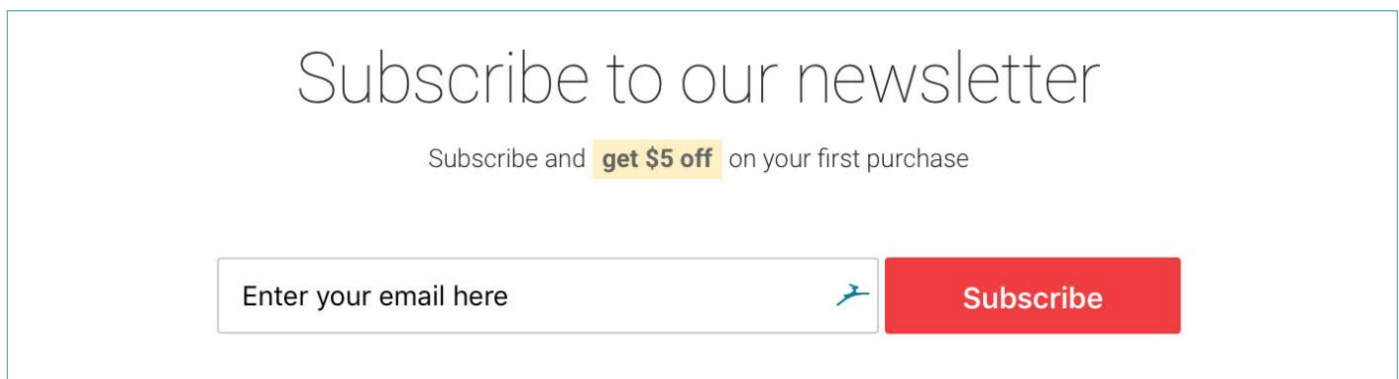 Subscribe to our newsletter
Subscribe and get $5 off on your first purchase
Enter your email here
Subscribe